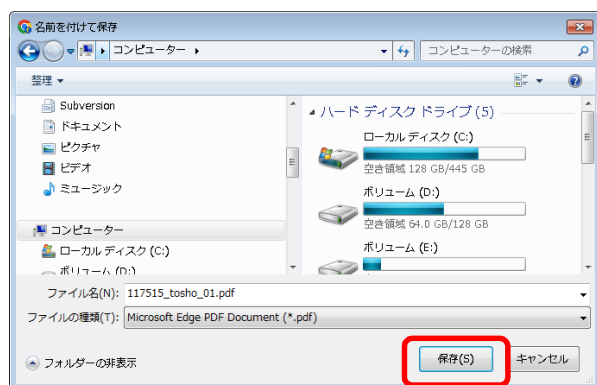 名前を付けて保存
コンピューター
コンピューターの検索
整理
Subversion
ドキュメント
ピクチャ
ビデオ
ミュージック
コンピューター
ローカル ディスク (C:)
ボリューム (D:)
ハード ディスク ドライブ (5)
ローカル ディスク (C:)
空き領域 128 GB/445 GB
ボリューム (D:)
空き領域 64.0 GB/128 GB
ボリューム (E:)
ファイル名(N): 117515_tosho_01.pdf
ファイルの種類(T): Microsoft Edge PDF Document (*.pdf)
フォルダーの非表示
保存(S)
キャンセル